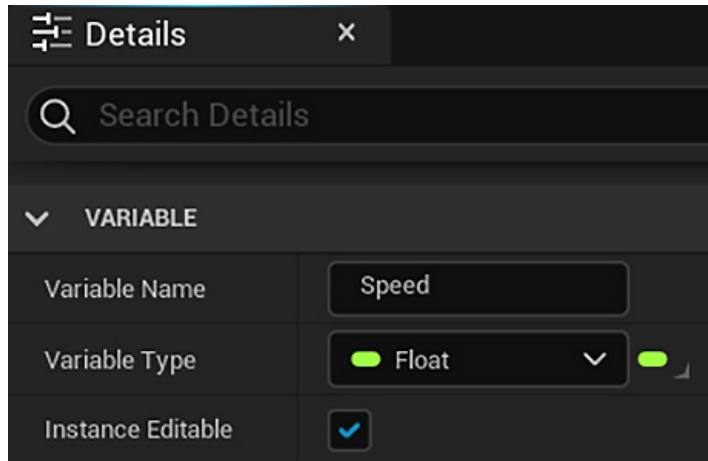 Details
Search Details
VARIABLE
Variable Name Speed
Variable Type Float
Instance Editable